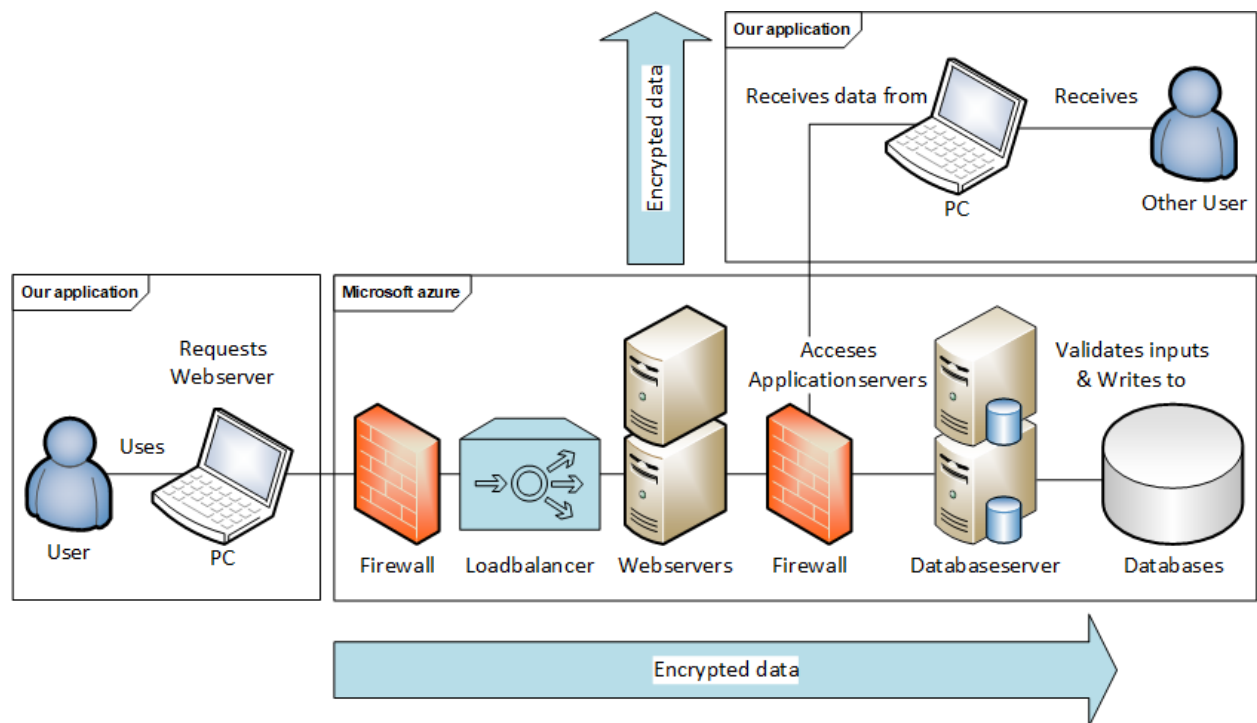 Our application
Receives data from
Receives
PC
Other User
Encrypted data
Our application
Requests
Webserver
Uses
User
PC
Microsoft azure
Acceses
Applicationservers
Validates inputs
& Writes to
Firewall
Loadbalancer
Webservers
Firewall
Databaseserver
Databases
Encrypted data